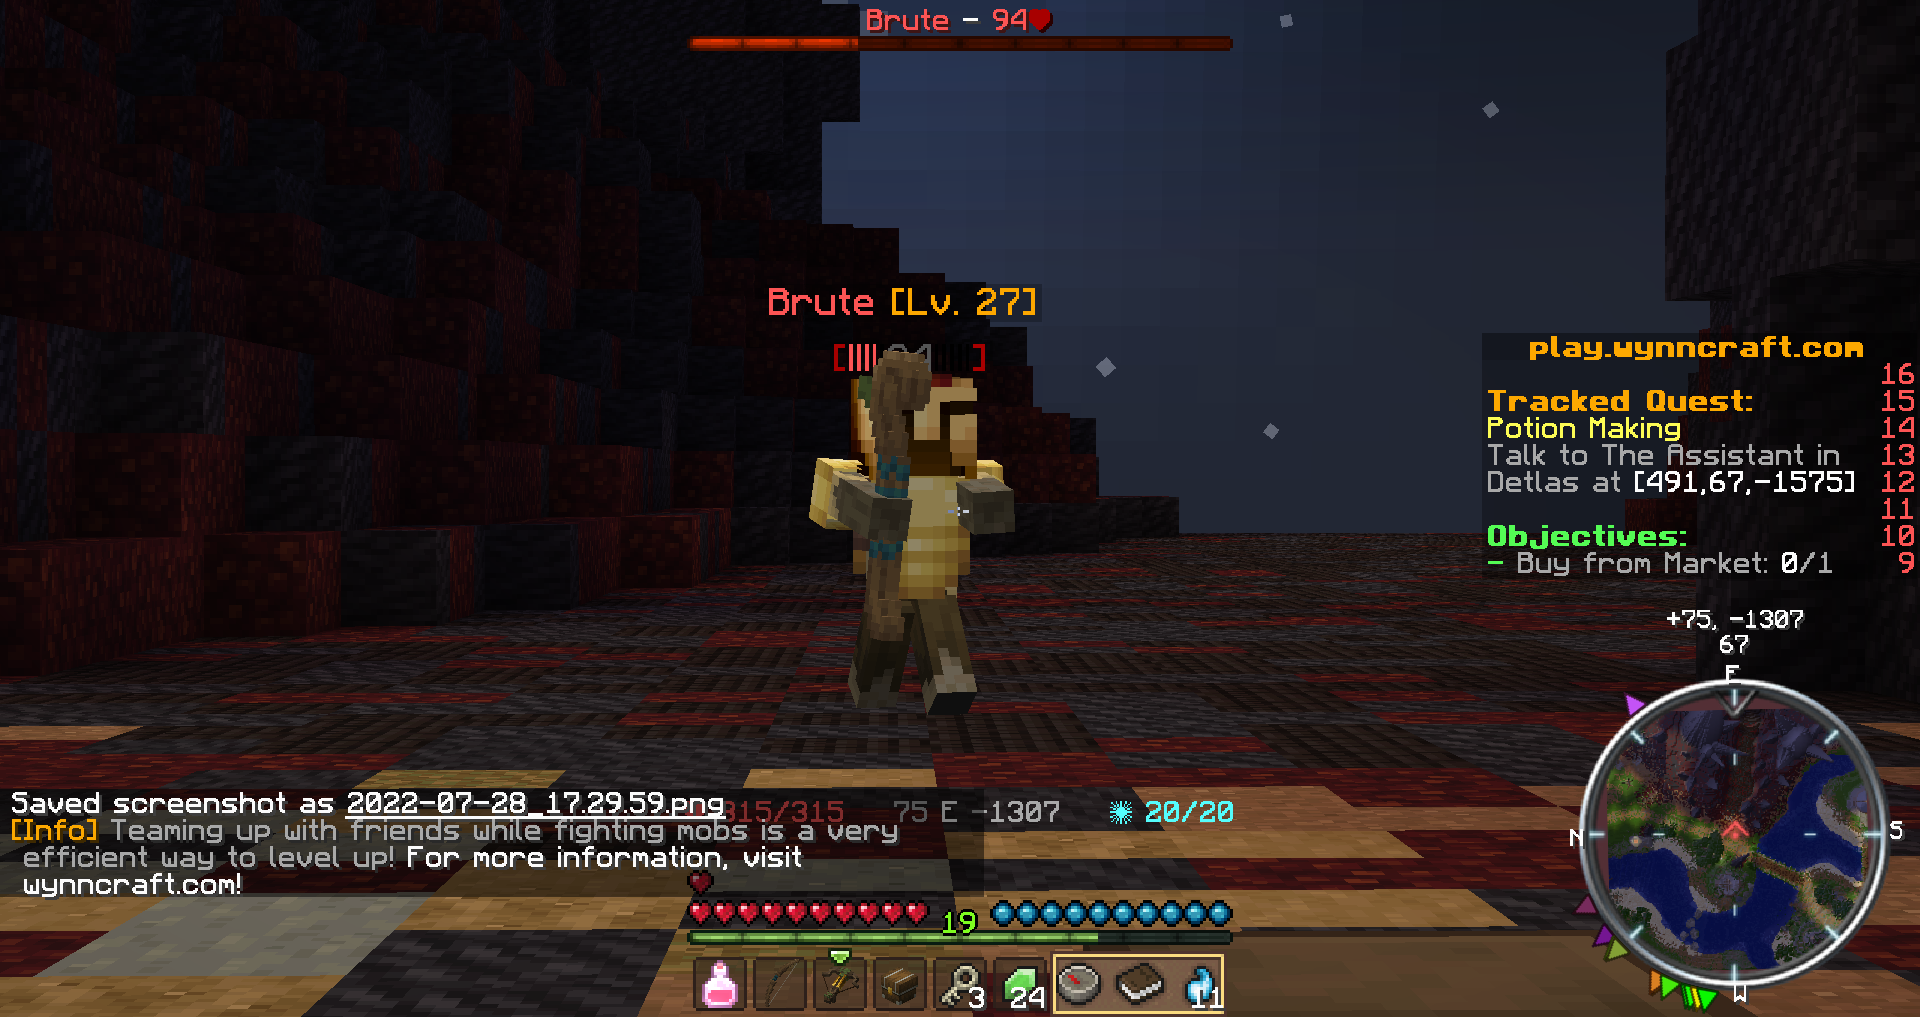 Brute – 94
Brute [Lv. 27]
play.wynncraft.com
16
Tracked Quest: 15
Potion Making 14
Talk to The Assistant in 13
Detlas at [491,67,-1575] 12
11
Objectives: 10
- Buy from Market: 0/1 9
+75, -1307
67
E
N
S
W
Saved screenshot as 2022-07-28_17.29.59.png
315/315 75 E -1307 20/20
[Info] Teaming up with friends while fighting mobs is a very
efficient way to level up! For more information, visit
wynncraft.com!
19
3 24 11